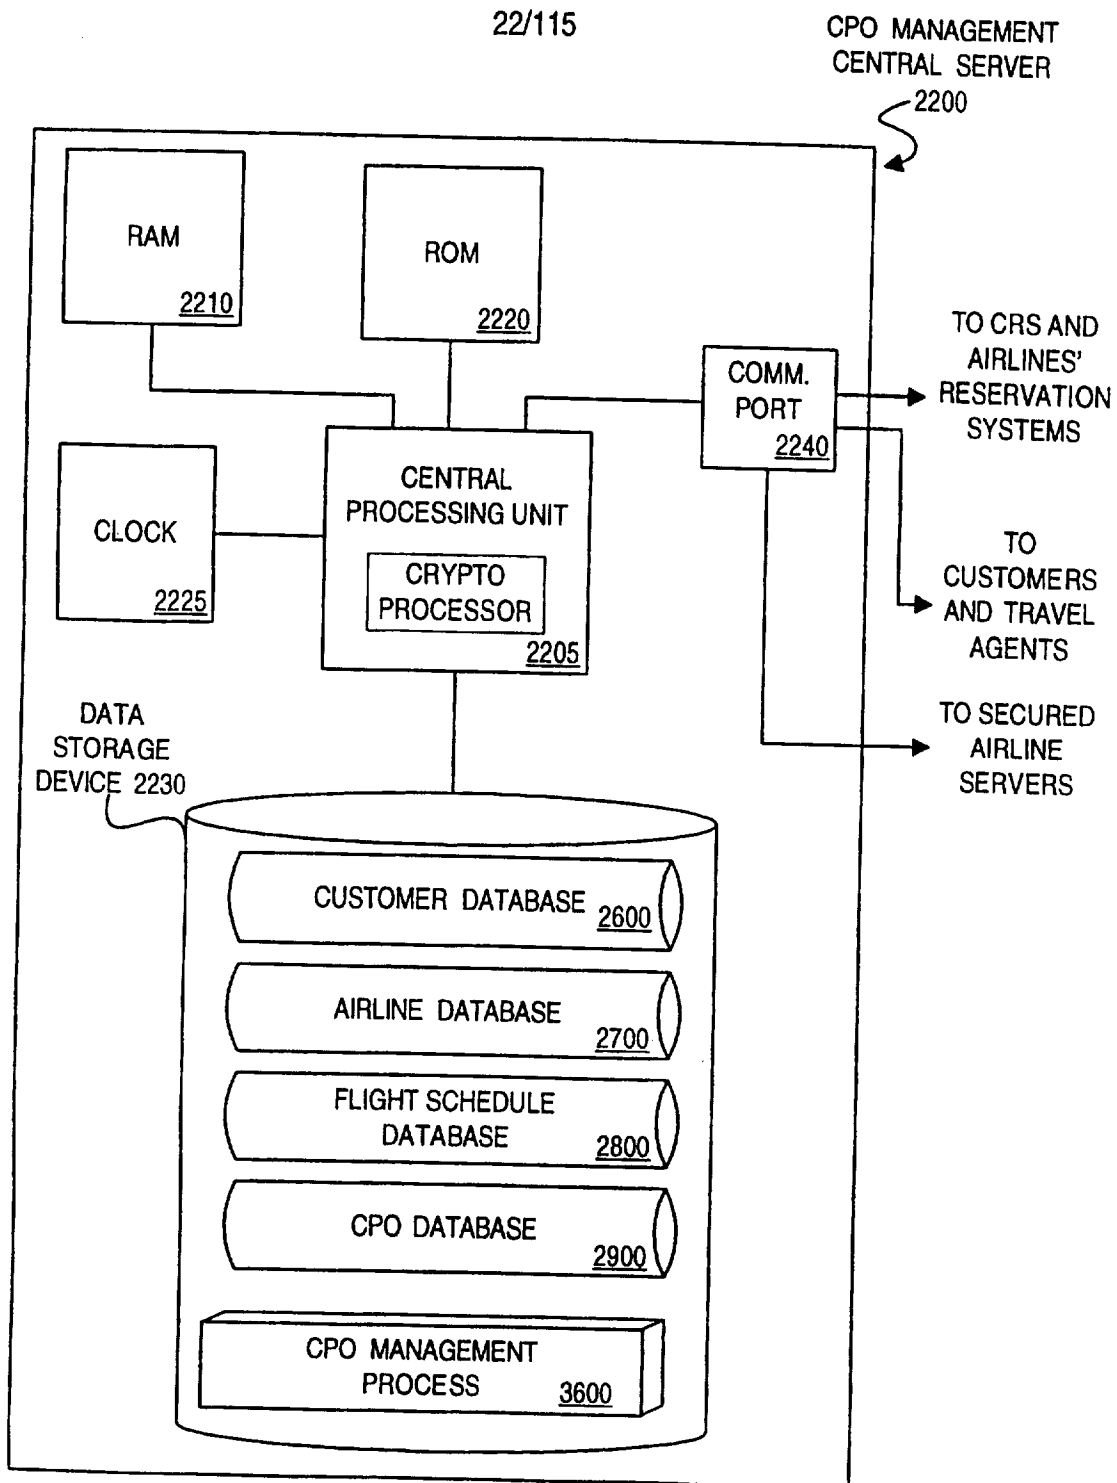 22/115
CPO MANAGEMENT
CENTRAL SERVER
2200
RAM
2210
ROM
2220
COMM.
PORT
2240
TO CRS AND
AIRLINES'
RESERVATION
SYSTEMS
CENTRAL
PROCESSING UNIT
CRYPTO
PROCESSOR
2205
CLOCK
2225
TO
CUSTOMERS
AND TRAVEL
AGENTS
TO SECURED
AIRLINE
SERVERS
DATA
STORAGE
DEVICE 2230
CUSTOMER DATABASE 2600
AIRLINE DATABASE
2700
FLIGHT SCHEDULE
DATABASE
2800
CPO DATABASE
2900
CPO MANAGEMENT
PROCESS
3600